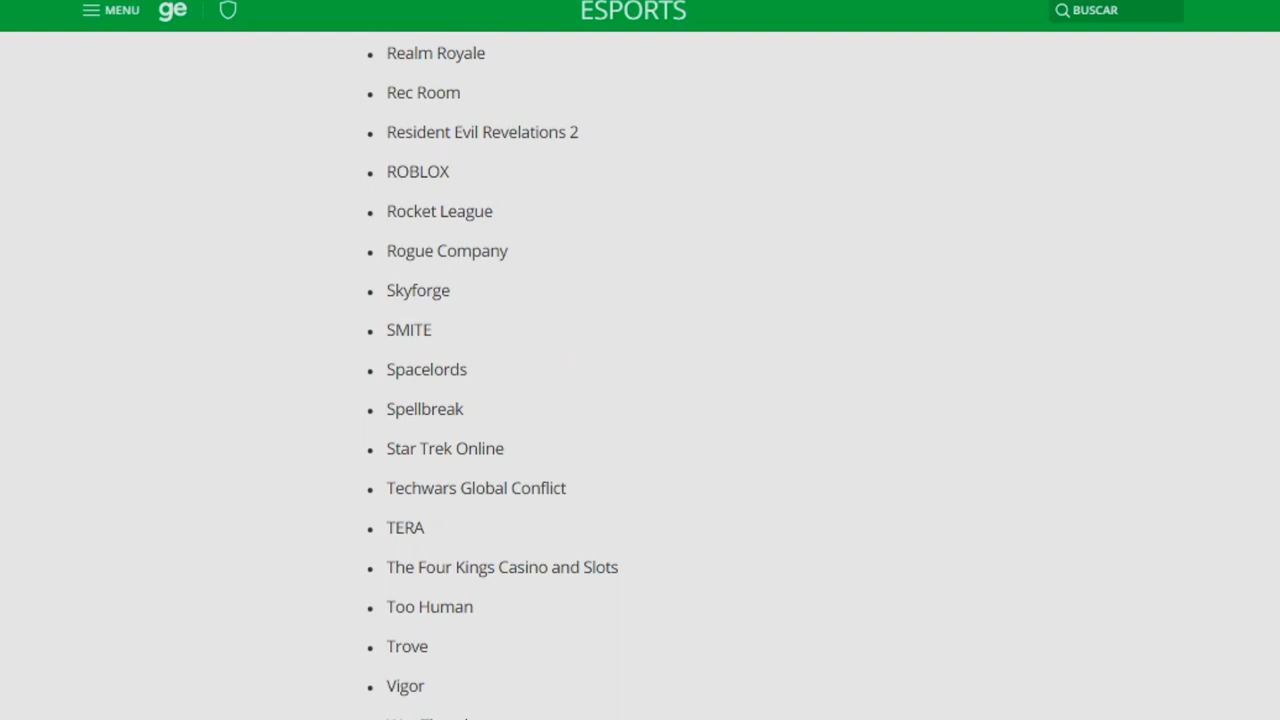 MENU ge ESPORTS BUSCAR
Realm Royale
Rec Room
Resident Evil Revelations 2
ROBLOX
Rocket League
Rogue Company
Skyforge
SMITE
Spacelords
Spellbreak
Star Trek Online
Techwars Global Conflict
TERA
The Four Kings Casino and Slots
Too Human
Trove
Vigor